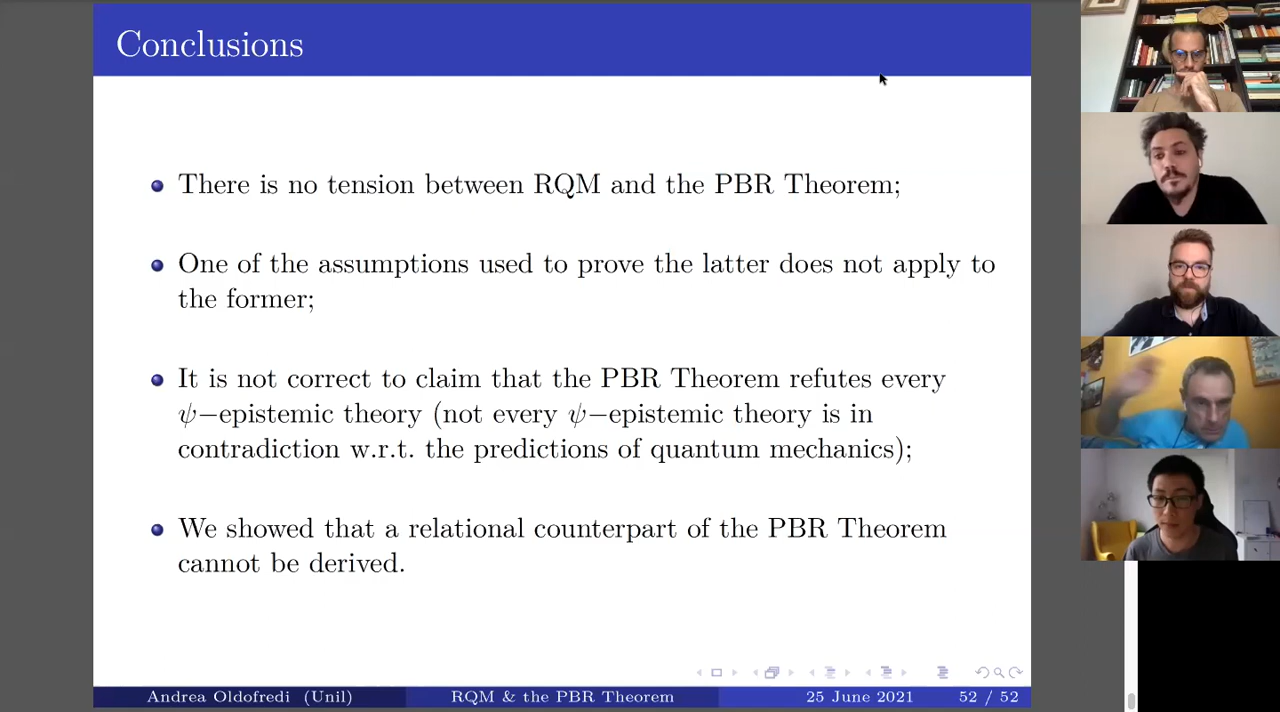 Conclusions
There is no tension between RQM and the PBR Theorem;
One of the assumptions used to prove the latter does not apply to
the former;
It is not correct to claim that the PBR Theorem refutes every
ψ−epistemic theory (not every ψ−epistemic theory is in
contradiction w.r.t. the predictions of quantum mechanics);
We showed that a relational counterpart of the PBR Theorem
cannot be derived.
Andrea Oldofredi (Unil) RQM & the PBR Theorem 25 June 2021 52 / 52